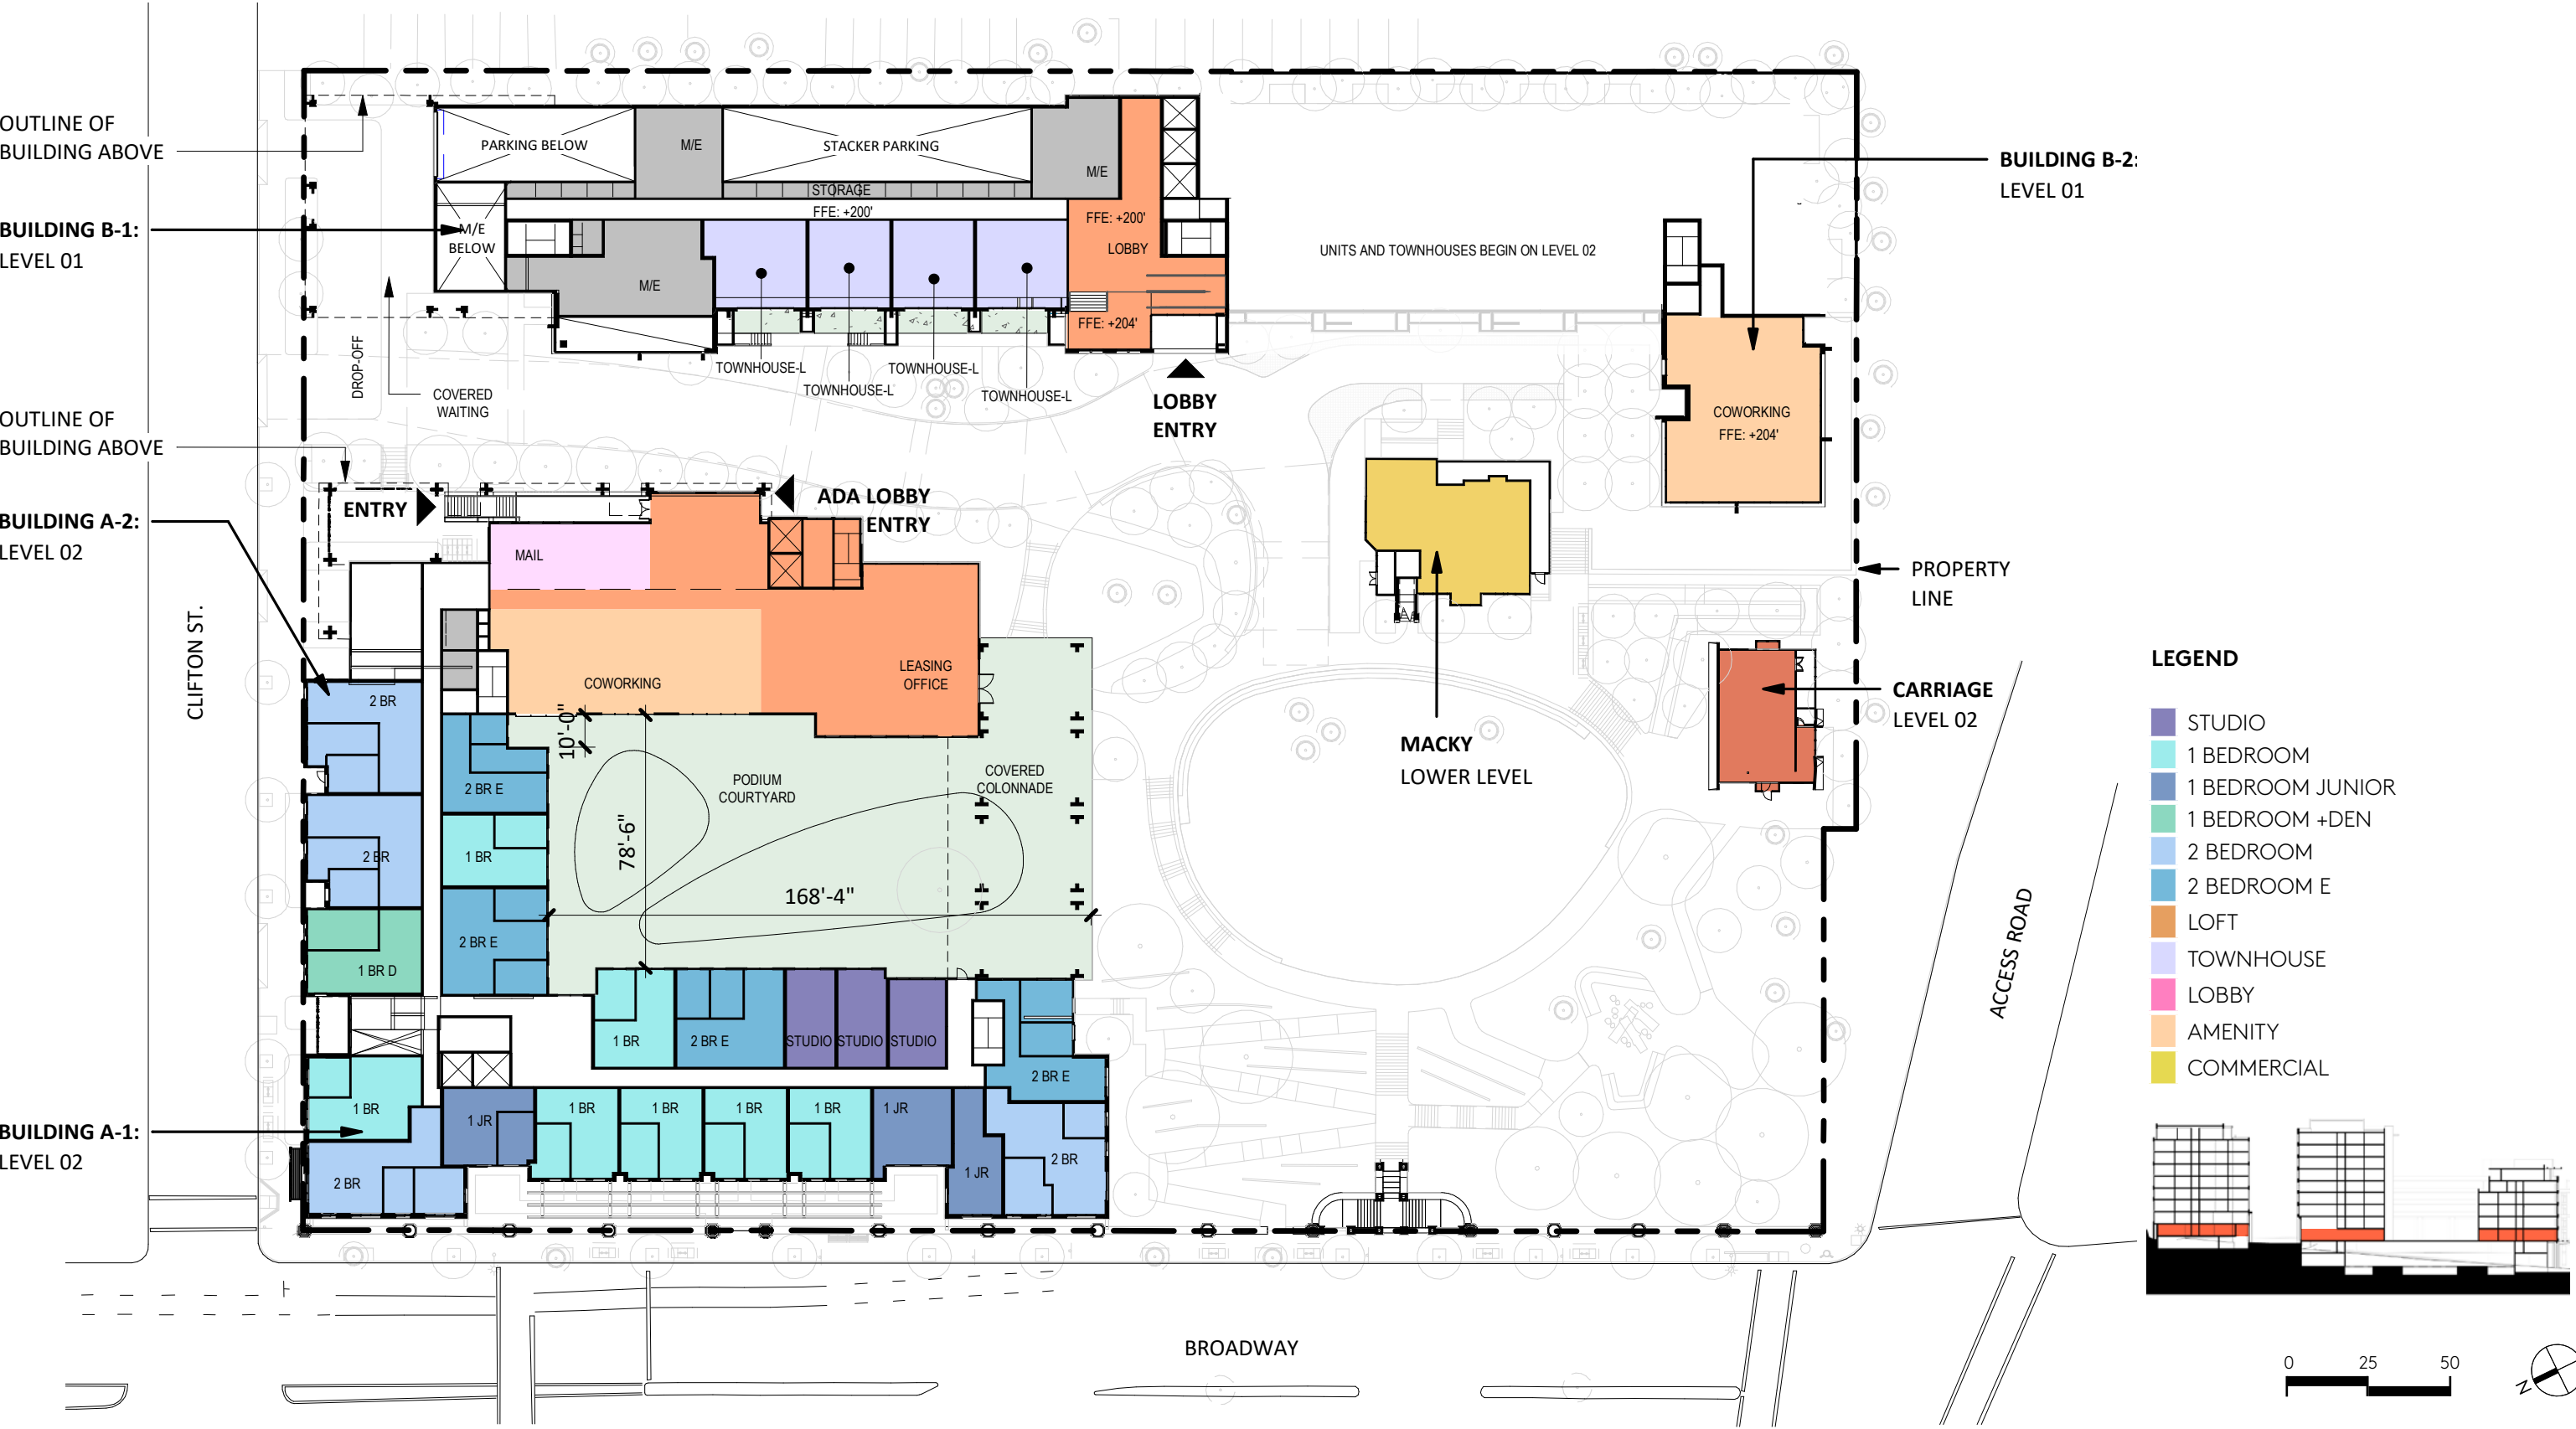 OUTLINE OF
BUILDING ABOVE
BUILDING B-1:
LEVEL 01
OUTLINE OF
BUILDING ABOVE
BUILDING A-2:
LEVEL 02
BUILDING A-1:
LEVEL 02
CLIFTON ST.
DROP-OFF
COVERED
WAITING
PARKING BELOW
M/E
STACKER PARKING
M/E
STORAGE
FFE: +200'
M/E
BELOW
M/E
FFE: +200'
LOBBY
FFE: +204'
TOWNHOUSE-L
TOWNHOUSE-L
TOWNHOUSE-L
TOWNHOUSE-L
LOBBY
ENTRY
UNITS AND TOWNHOUSES BEGIN ON LEVEL 02
BUILDING B-2:
LEVEL 01
COWORKING
FFE: +204'
ENTRY
ADA LOBBY
ENTRY
MAIL
COWORKING
LEASING
OFFICE
10'-0"
78'-6"
168'-4"
PODIUM
COURTYARD
COVERED
COLONNADE
MACKY
LOWER LEVEL
PROPERTY
LINE
CARRIAGE
LEVEL 02
2 BR
2 BR
1 BR D
2 BR E
1 BR
2 BR E
1 BR
2 BR E
STUDIO
STUDIO
STUDIO
2 BR E
1 BR
2 BR
1 JR
1 BR
1 BR
1 BR
1 BR
1 JR
1 JR
2 BR
ACCESS ROAD
BROADWAY
LEGEND
STUDIO
1 BEDROOM
1 BEDROOM JUNIOR
1 BEDROOM +DEN
2 BEDROOM
2 BEDROOM E
LOFT
TOWNHOUSE
LOBBY
AMENITY
COMMERCIAL
0 25 50
N